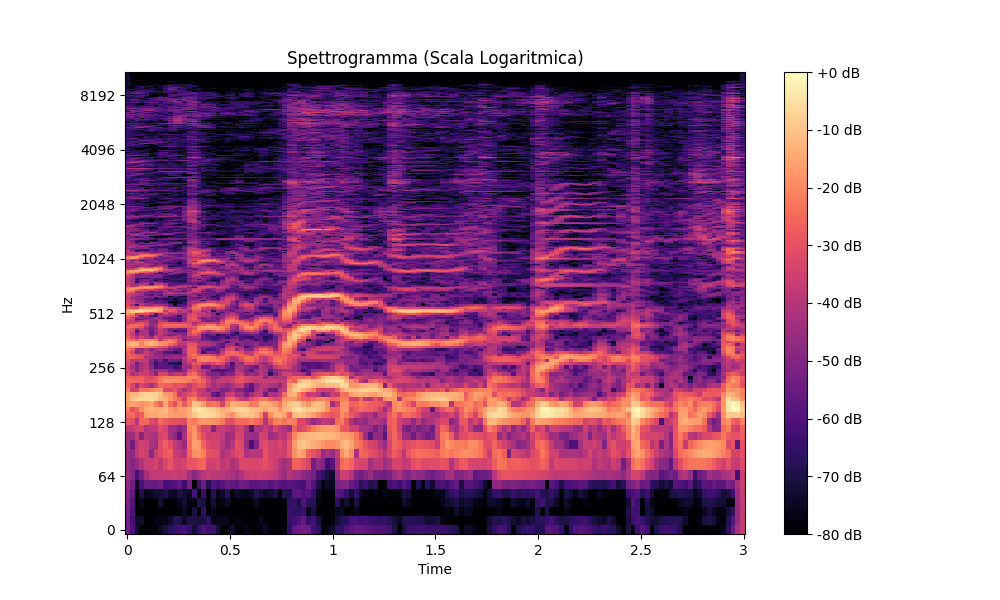 Spettrogramma (Scala Logaritmica)
Hz
8192
4096
2048
1024
512
256
128
64
0
0 0.5 1 1.5 2 2.5 3
Time
+0 dB
-10 dB
-20 dB
-30 dB
-40 dB
-50 dB
-60 dB
-70 dB
-80 dB